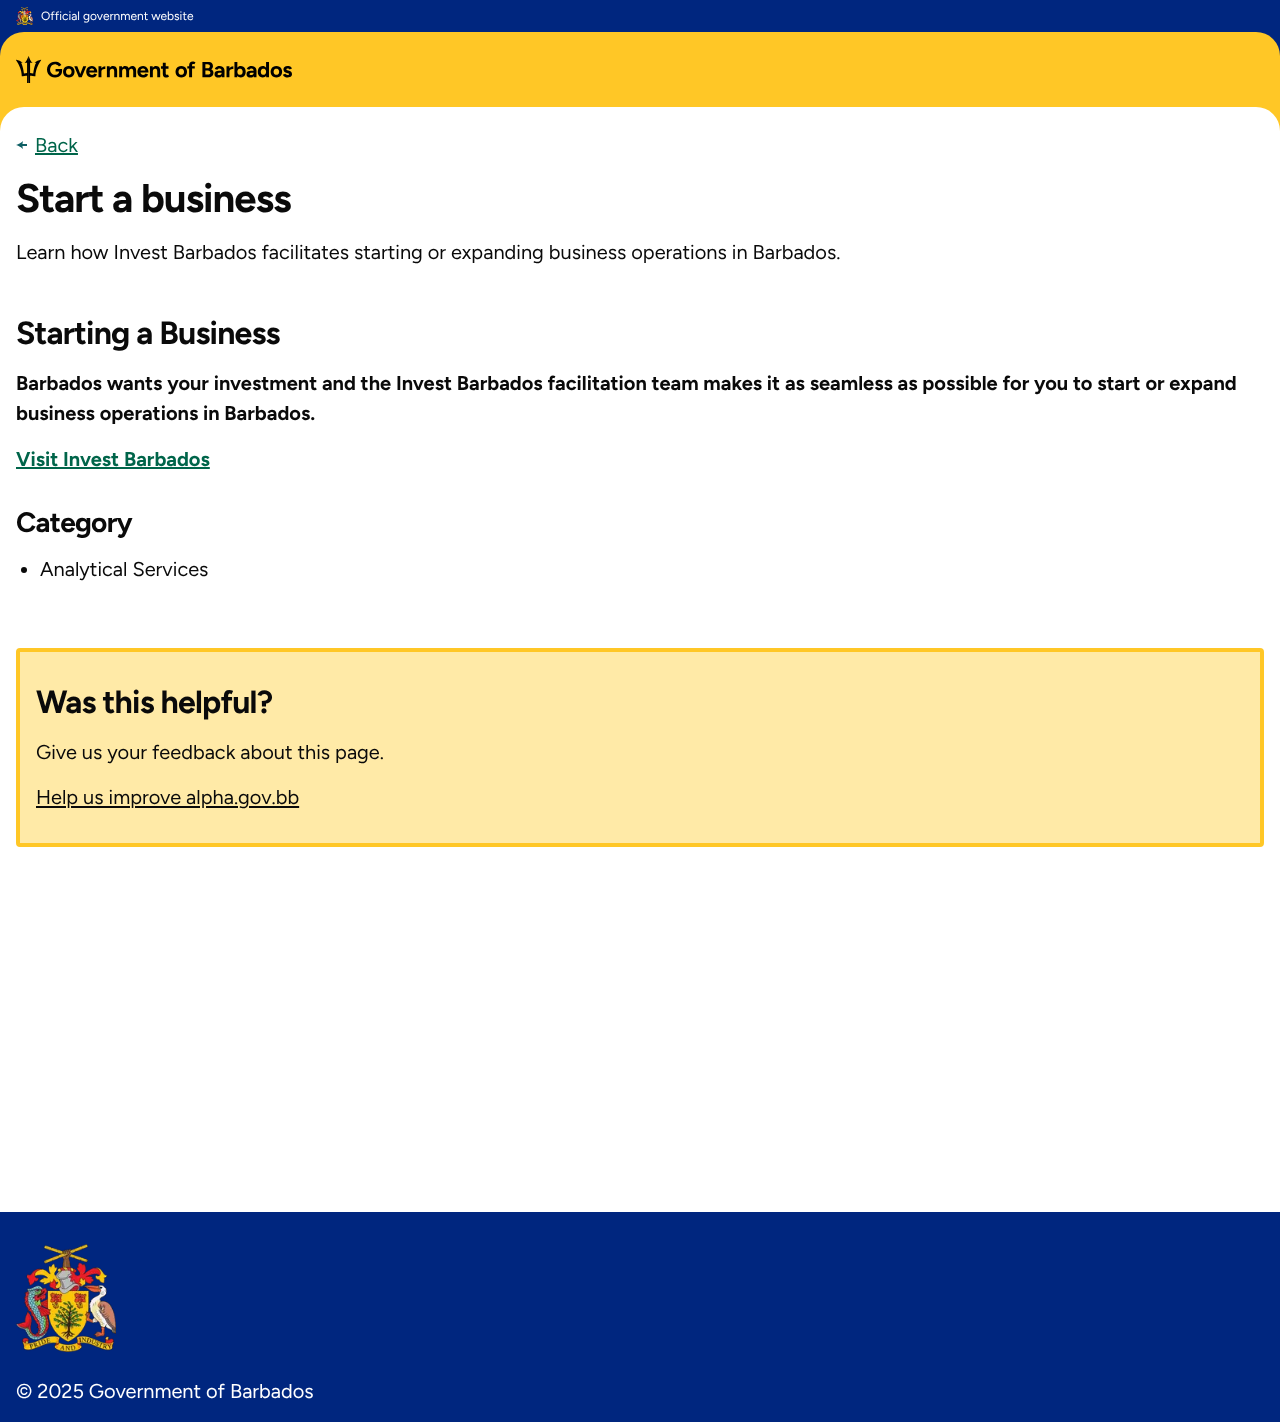 Official government website
Government of Barbados
Back
Start a business
Learn how Invest Barbados facilitates starting or expanding business operations in Barbados.
Starting a Business
Barbados wants your investment and the Invest Barbados facilitation team makes it as seamless as possible for you to start or expand
business operations in Barbados.
Visit Invest Barbados
Category
Analytical Services
Was this helpful?
Give us your feedback about this page.
Help us improve alpha.gov.bb
PRIDE AND INDUSTRY
© 2025 Government of Barbados